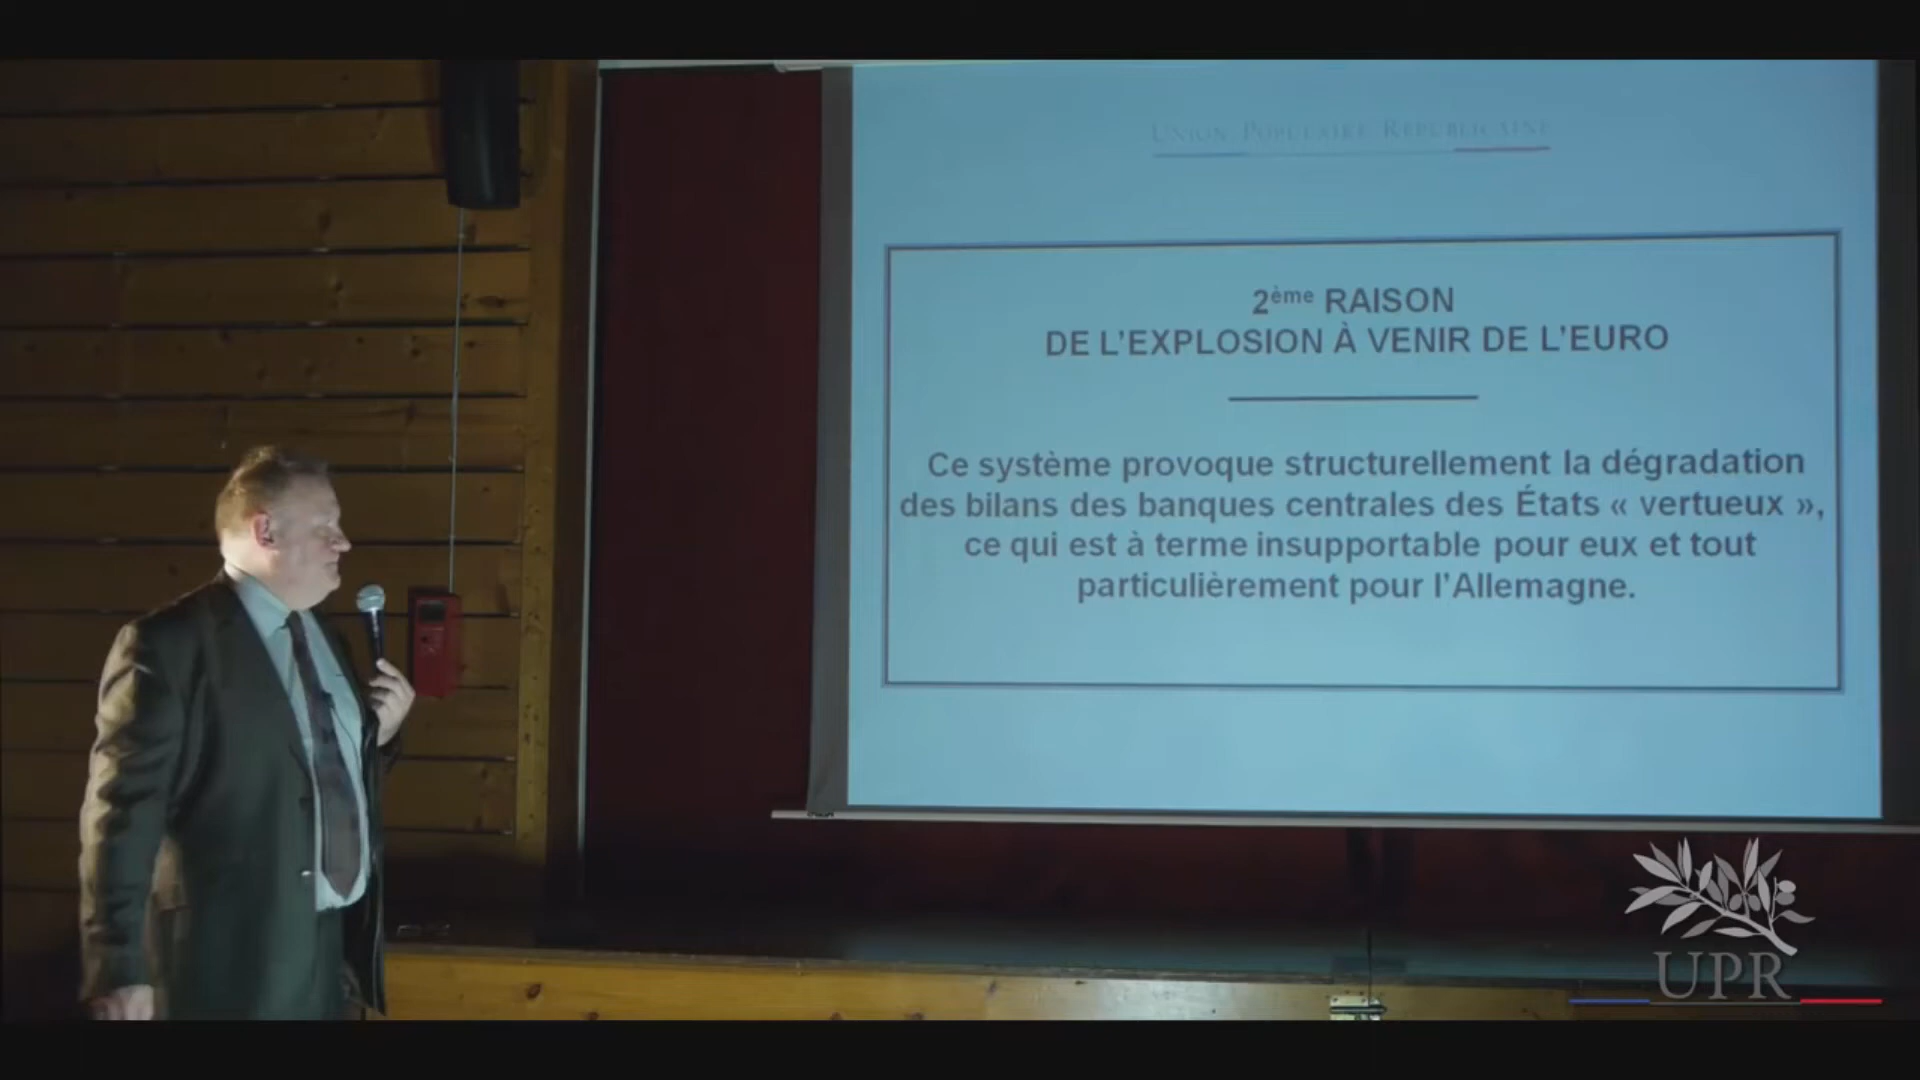 UNION POPULAIRE RÉPUBLICAINE
2ème RAISON
DE L'EXPLOSION À VENIR DE L'EURO
Ce système provoque structurellement la dégradation
des bilans des banques centrales des États « vertueux »,
ce qui est à terme insupportable pour eux et tout
particulièrement pour l'Allemagne.
UPR